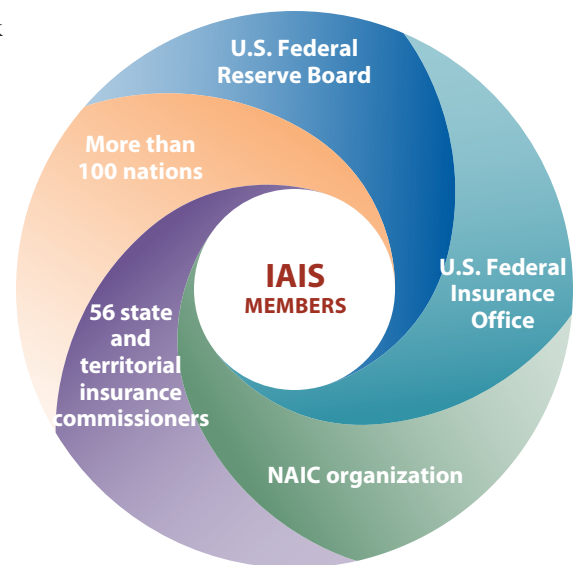 U.S. Federal
Reserve Board
More than
100 nations
IAIS
MEMBERS
U.S. Federal
Insurance
Office
56 state
and
territorial
insurance
commissioners
NAIC organization